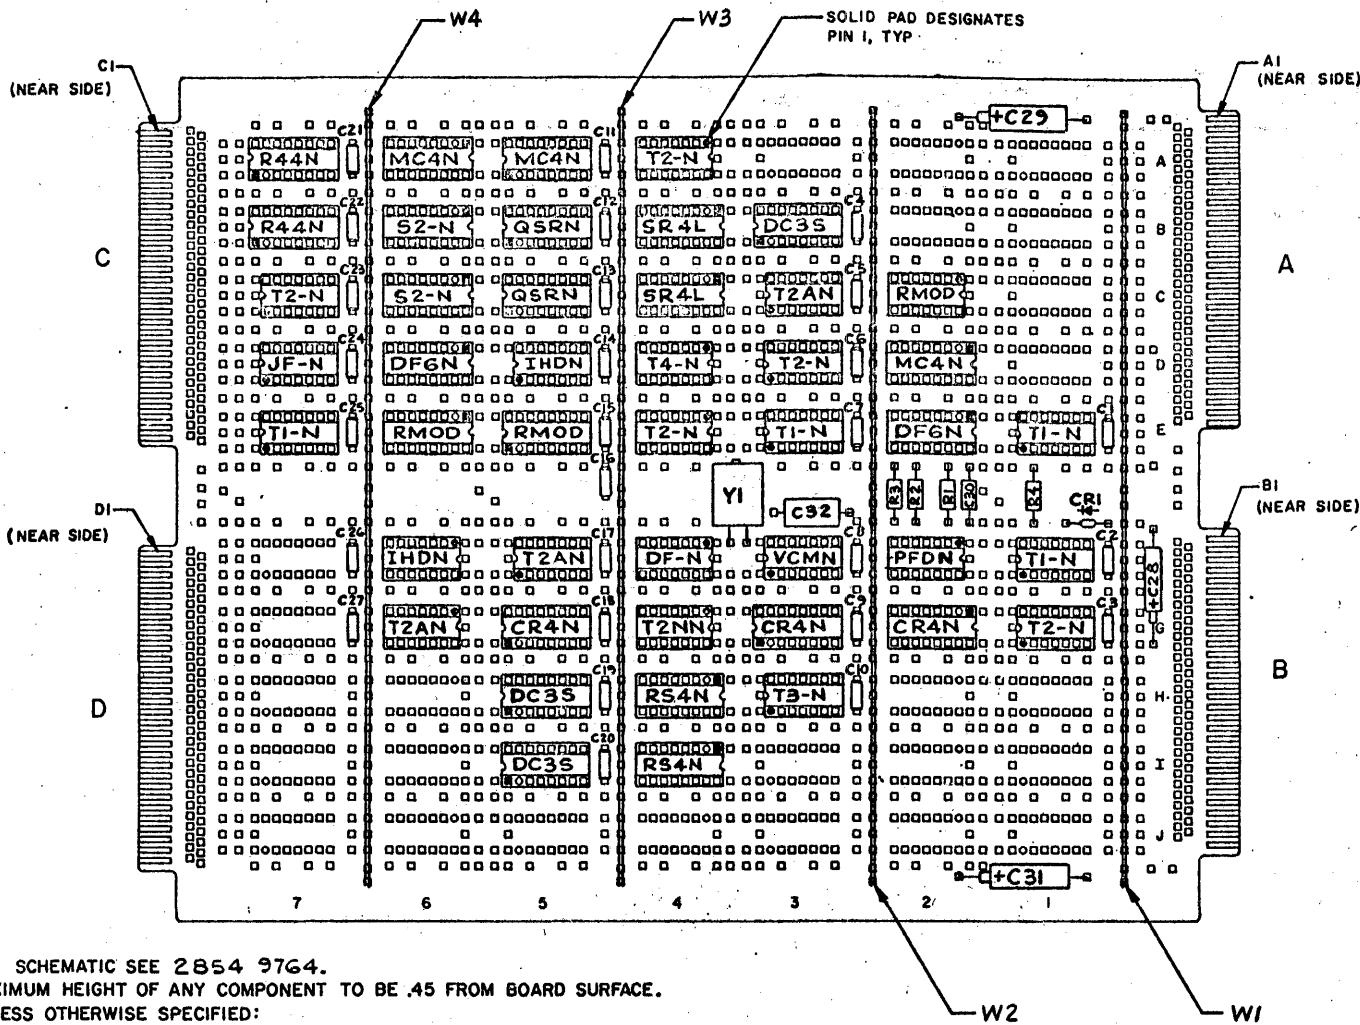 W4
W3
SOLID PAD DESIGNATES
PIN 1, TYP
C1
(NEAR SIDE)
A1
(NEAR SIDE)
C21
C11
+C29
R44N
MC4N
MC4N
T2-N
A
C22
C12
C4
R44N
S2-N
QSRN
SR4L
DC3S
B
C
A
C23
C13
C5
T2-N
S2-N
QSRN
SR4L
T2AN
RMOD
C
C24
C14
C6
JF-N
DF6N
IHDN
T4-N
T2-N
MC4N
D
C25
C15
C7
C1
T1-N
RMOD
RMOD
T2-N
T1-N
DF6N
T1-N
E
C16
Y1
C32
R3
R2
R1
C30
R4
CR1
B1
(NEAR SIDE)
D1
(NEAR SIDE)
C26
C17
C8
C2
IHDN
T2AN
DF-N
VCMN
PFDN
T1-N
+C28
C27
C18
C9
C3
T2AN
CR4N
T2NN
CR4N
CR4N
T2-N
G
C19
C10
DC3S
RS4N
T3-N
H
D
B
C20
DC3S
RS4N
I
J
+C31
7
6
5
4
3
2
1
SCHEMATIC SEE 2854 9764.
XIMUM HEIGHT OF ANY COMPONENT TO BE .45 FROM BOARD SURFACE.
ESS OTHERWISE SPECIFIED:
W2
W1